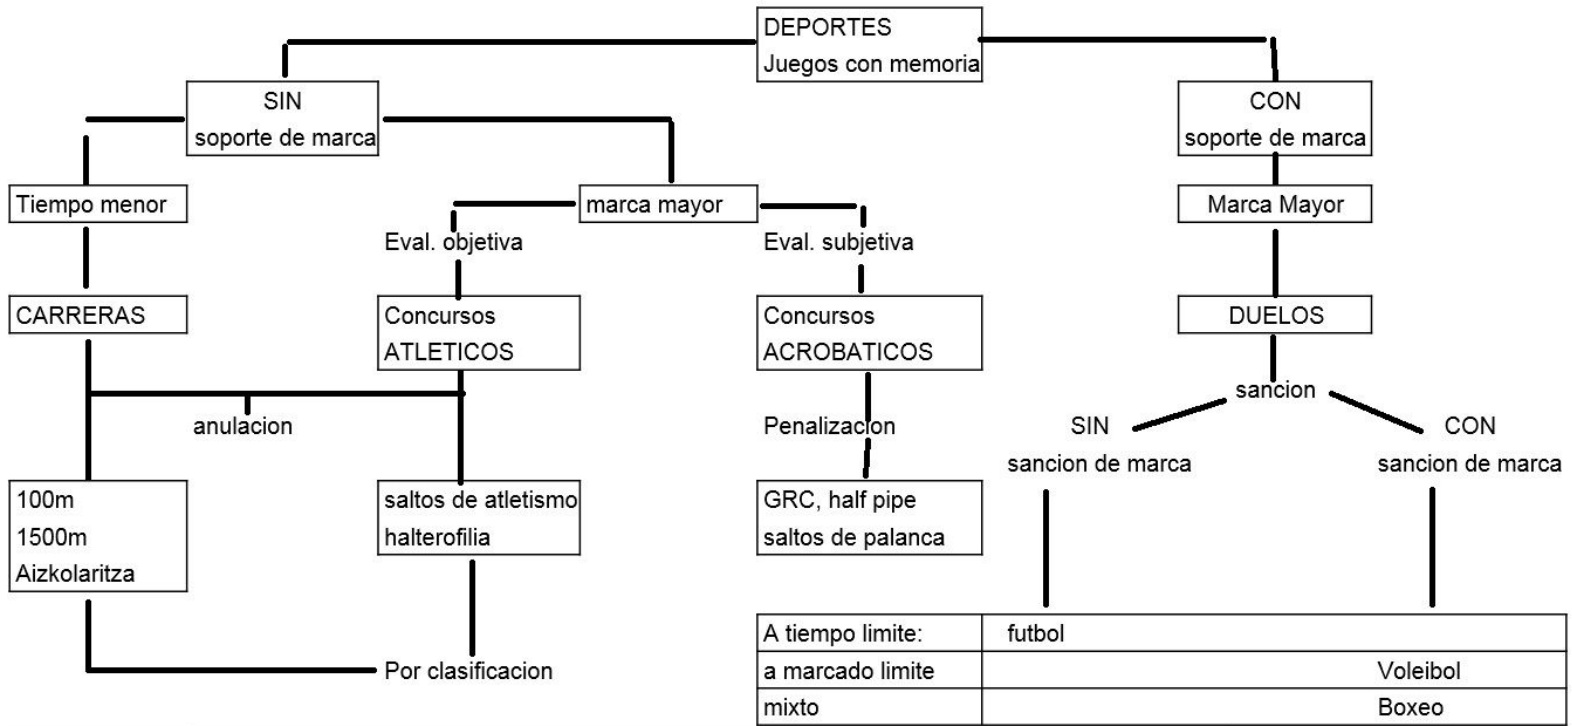 DEPORTES
Juegos con memoria
SIN
soporte de marca
CON
soporte de marca
Tiempo menor
marca mayor
Marca Mayor
Eval. objetiva
Eval. subjetiva
CARRERAS
Concursos
ATLETICOS
Concursos
ACROBATICOS
DUELOS
sancion
anulacion
Penalizacion
SIN
sancion de marca
CON
sancion de marca
100m
1500m
Aizkolaritza
saltos de atletismo
halterofilia
GRC, half pipe
saltos de palanca
A tiempo limite: futbol
a marcado limite Voleibol
mixto Boxeo
Por clasificacion